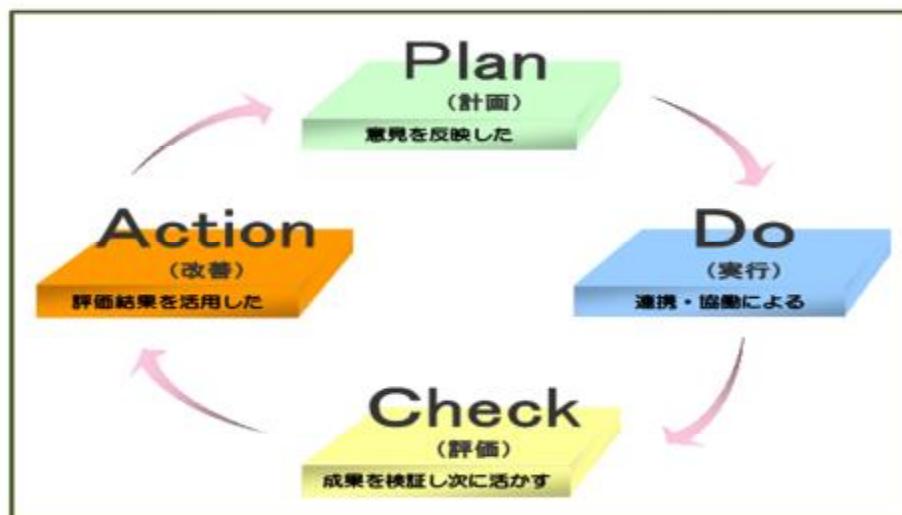 Plan
(計画)
意見を反映した
Do
(実行)
連携・協働による
Check
(評価)
成果を検証し次に活かす
Action
(改善)
評価結果を活用した